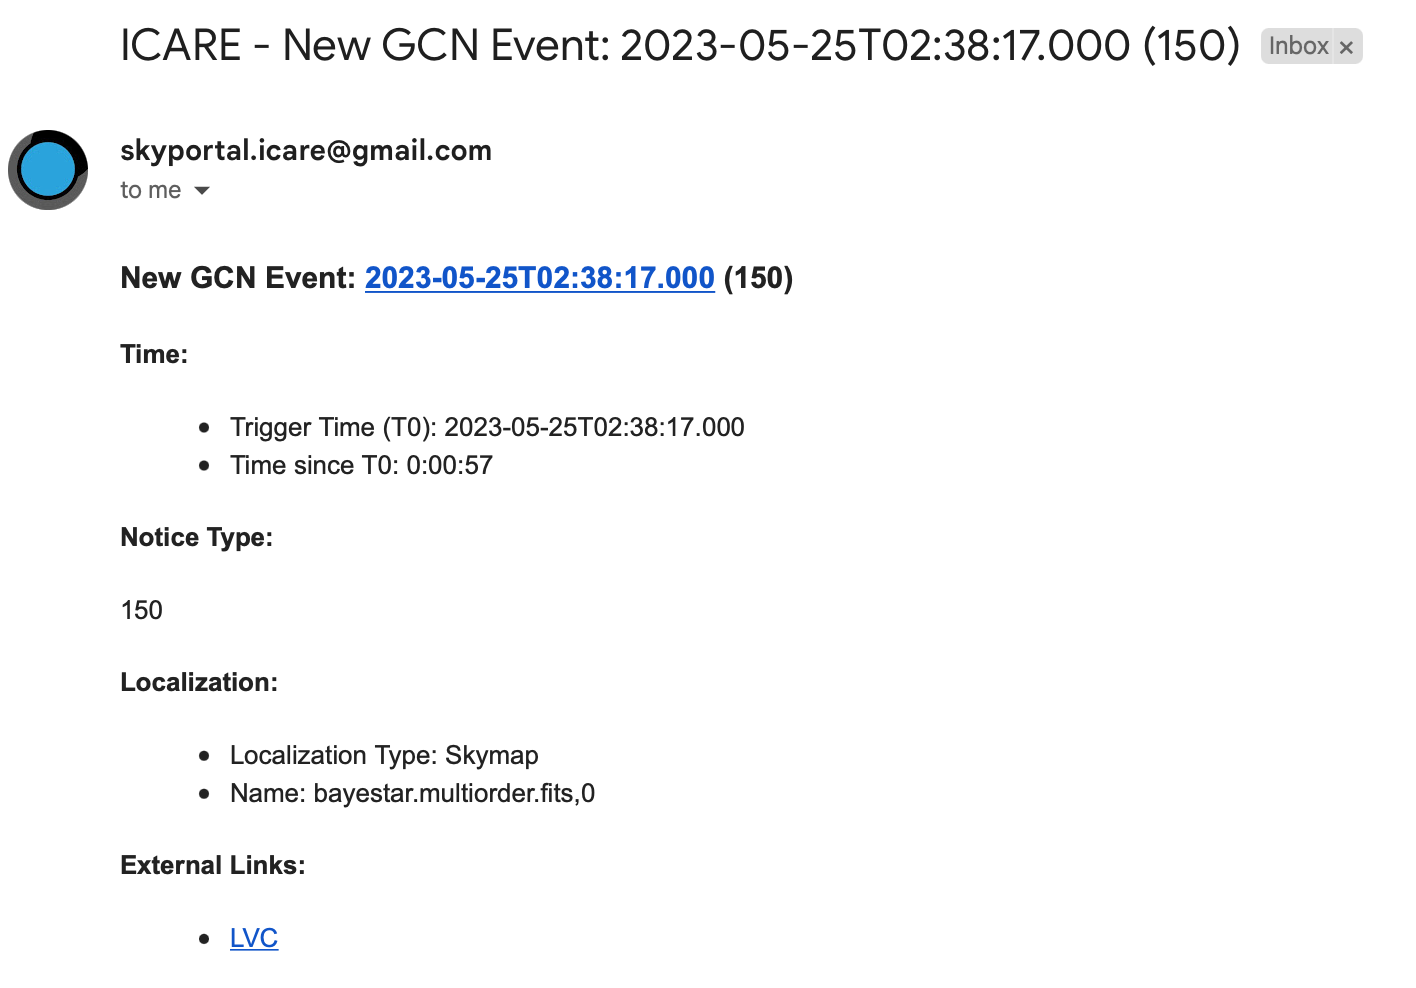 ICARE - New GCN Event: 2023-05-25T02:38:17.000 (150) Inbox ×
skyportal.icare@gmail.com
to me
New GCN Event: 2023-05-25T02:38:17.000 (150)
Time:
• Trigger Time (T0): 2023-05-25T02:38:17.000
• Time since T0: 0:00:57
Notice Type:
150
Localization:
• Localization Type: Skymap
• Name: bayestar.multiorder.fits,0
External Links:
• LVC